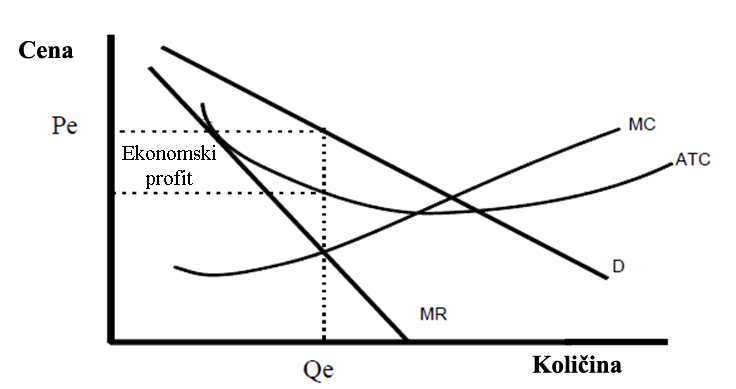 Cena
Pe
Ekonomski
profit
MC
ATC
D
MR
Qe
Količina